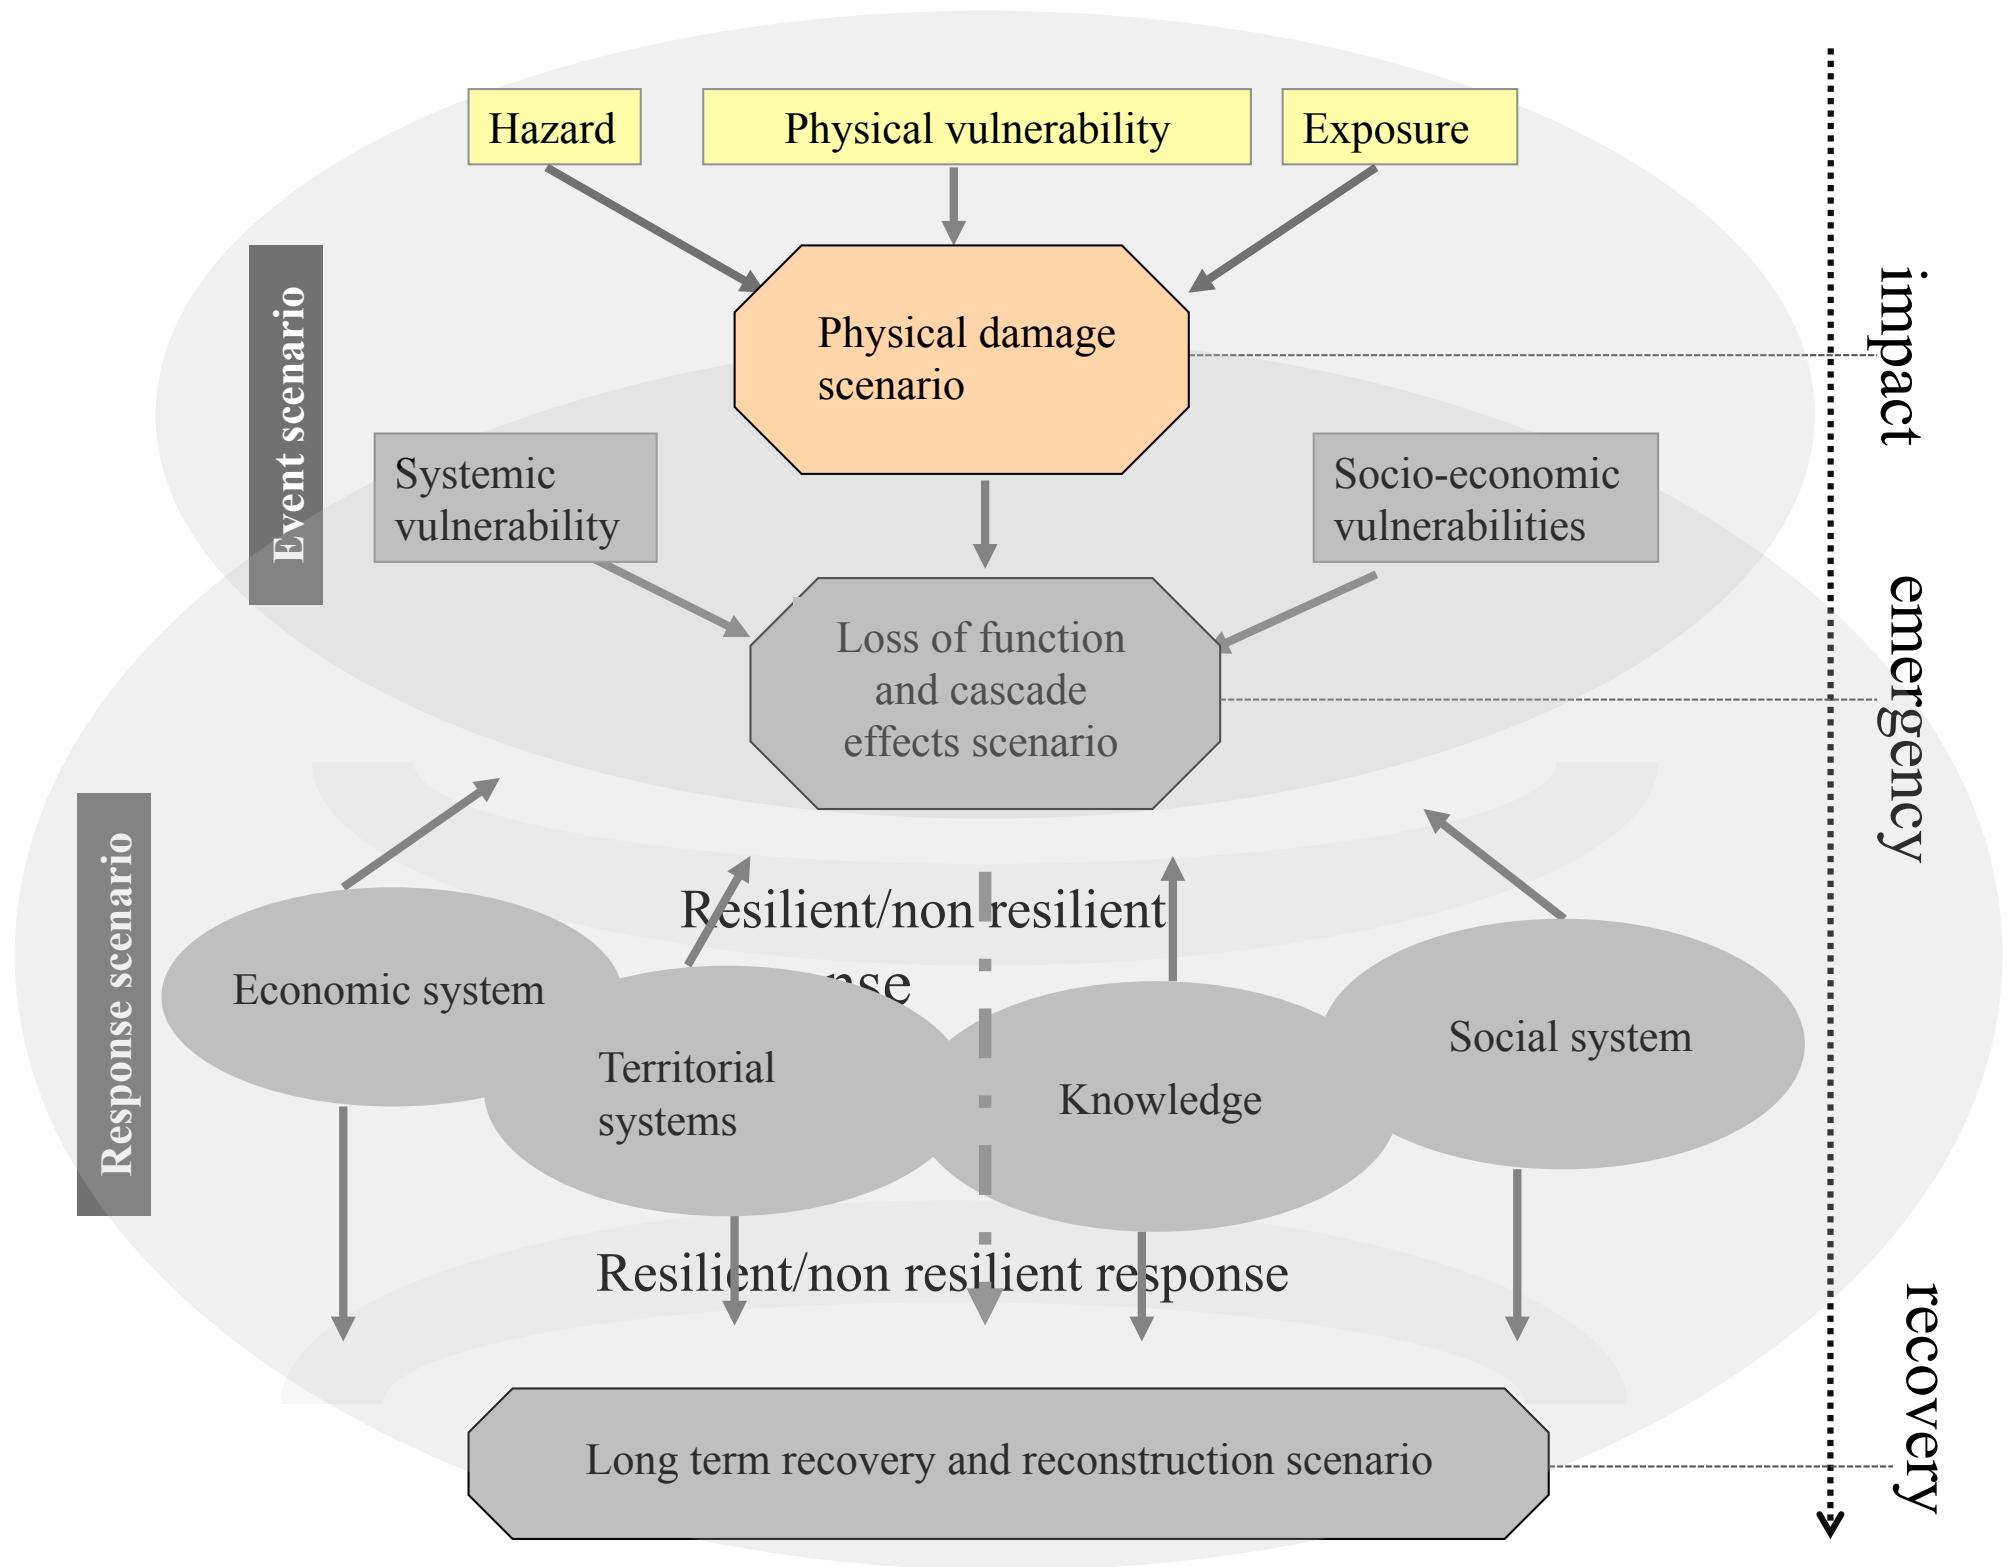 Hazard
Physical vulnerability
Exposure
impact
Physical damage
scenario
Event scenario
Systemic
vulnerability
Socio-economic
vulnerabilities
emergency
Loss of function
and cascade
effects scenario
Response scenario
Resilient/non resilient
Economic system
Territorial
systems
Knowledge
Social system
Resilient/non resilient response
recovery
Long term recovery and reconstruction scenario